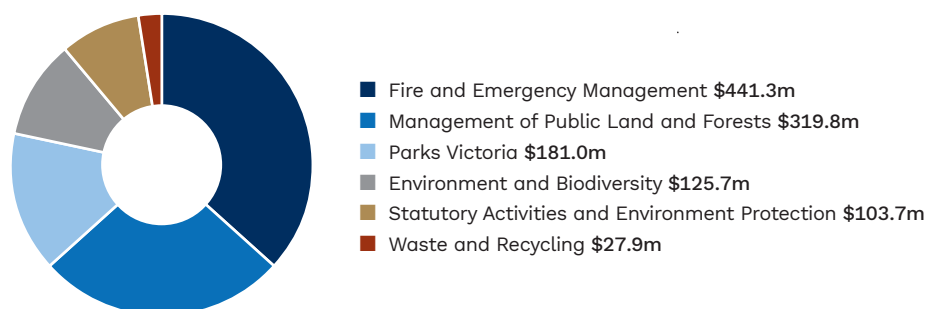 Fire and Emergency Management $441.3m
Management of Public Land and Forests $319.8m
Parks Victoria $181.0m
Environment and Biodiversity $125.7m
Statutory Activities and Environment Protection $103.7m
Waste and Recycling $27.9m